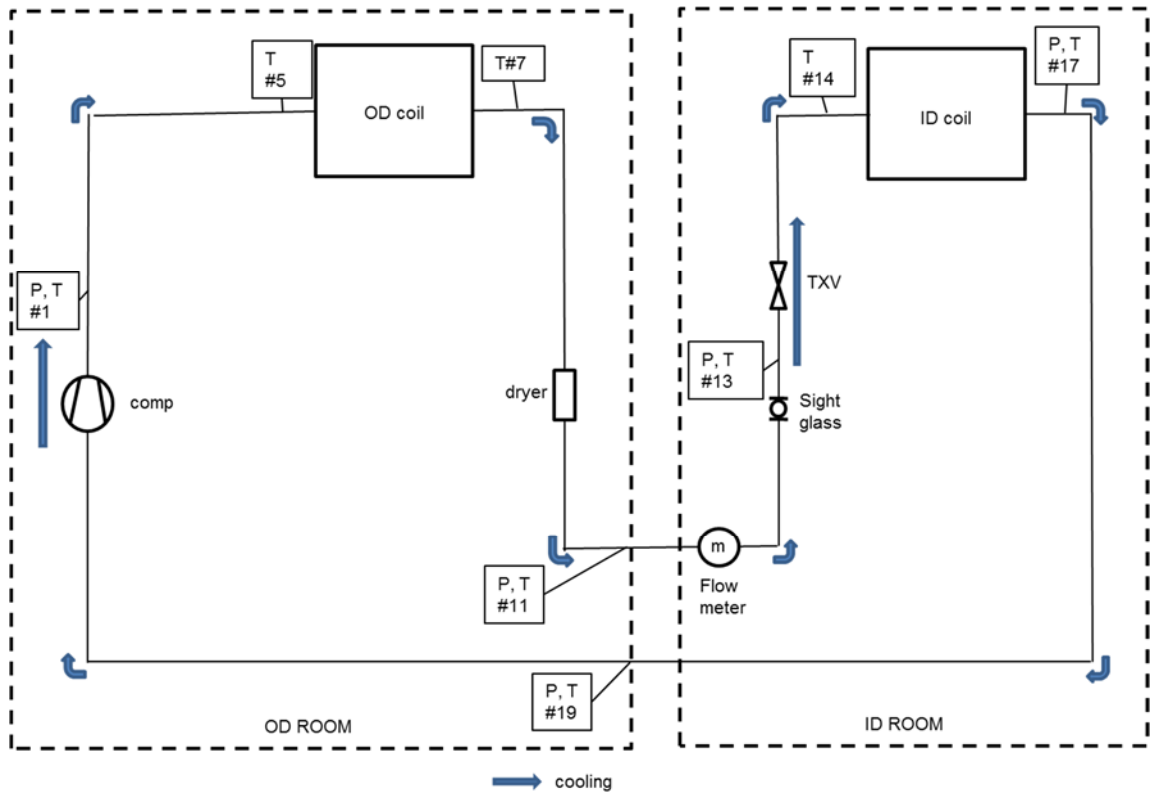 T
#5
T#7
OD coil
T
#14
ID coil
P, T
#17
P, T
#1
TXV
P, T
#13
comp
dryer
Sight
glass
m
P, T
#11
Flow
meter
P, T
#19
OD ROOM
ID ROOM
cooling